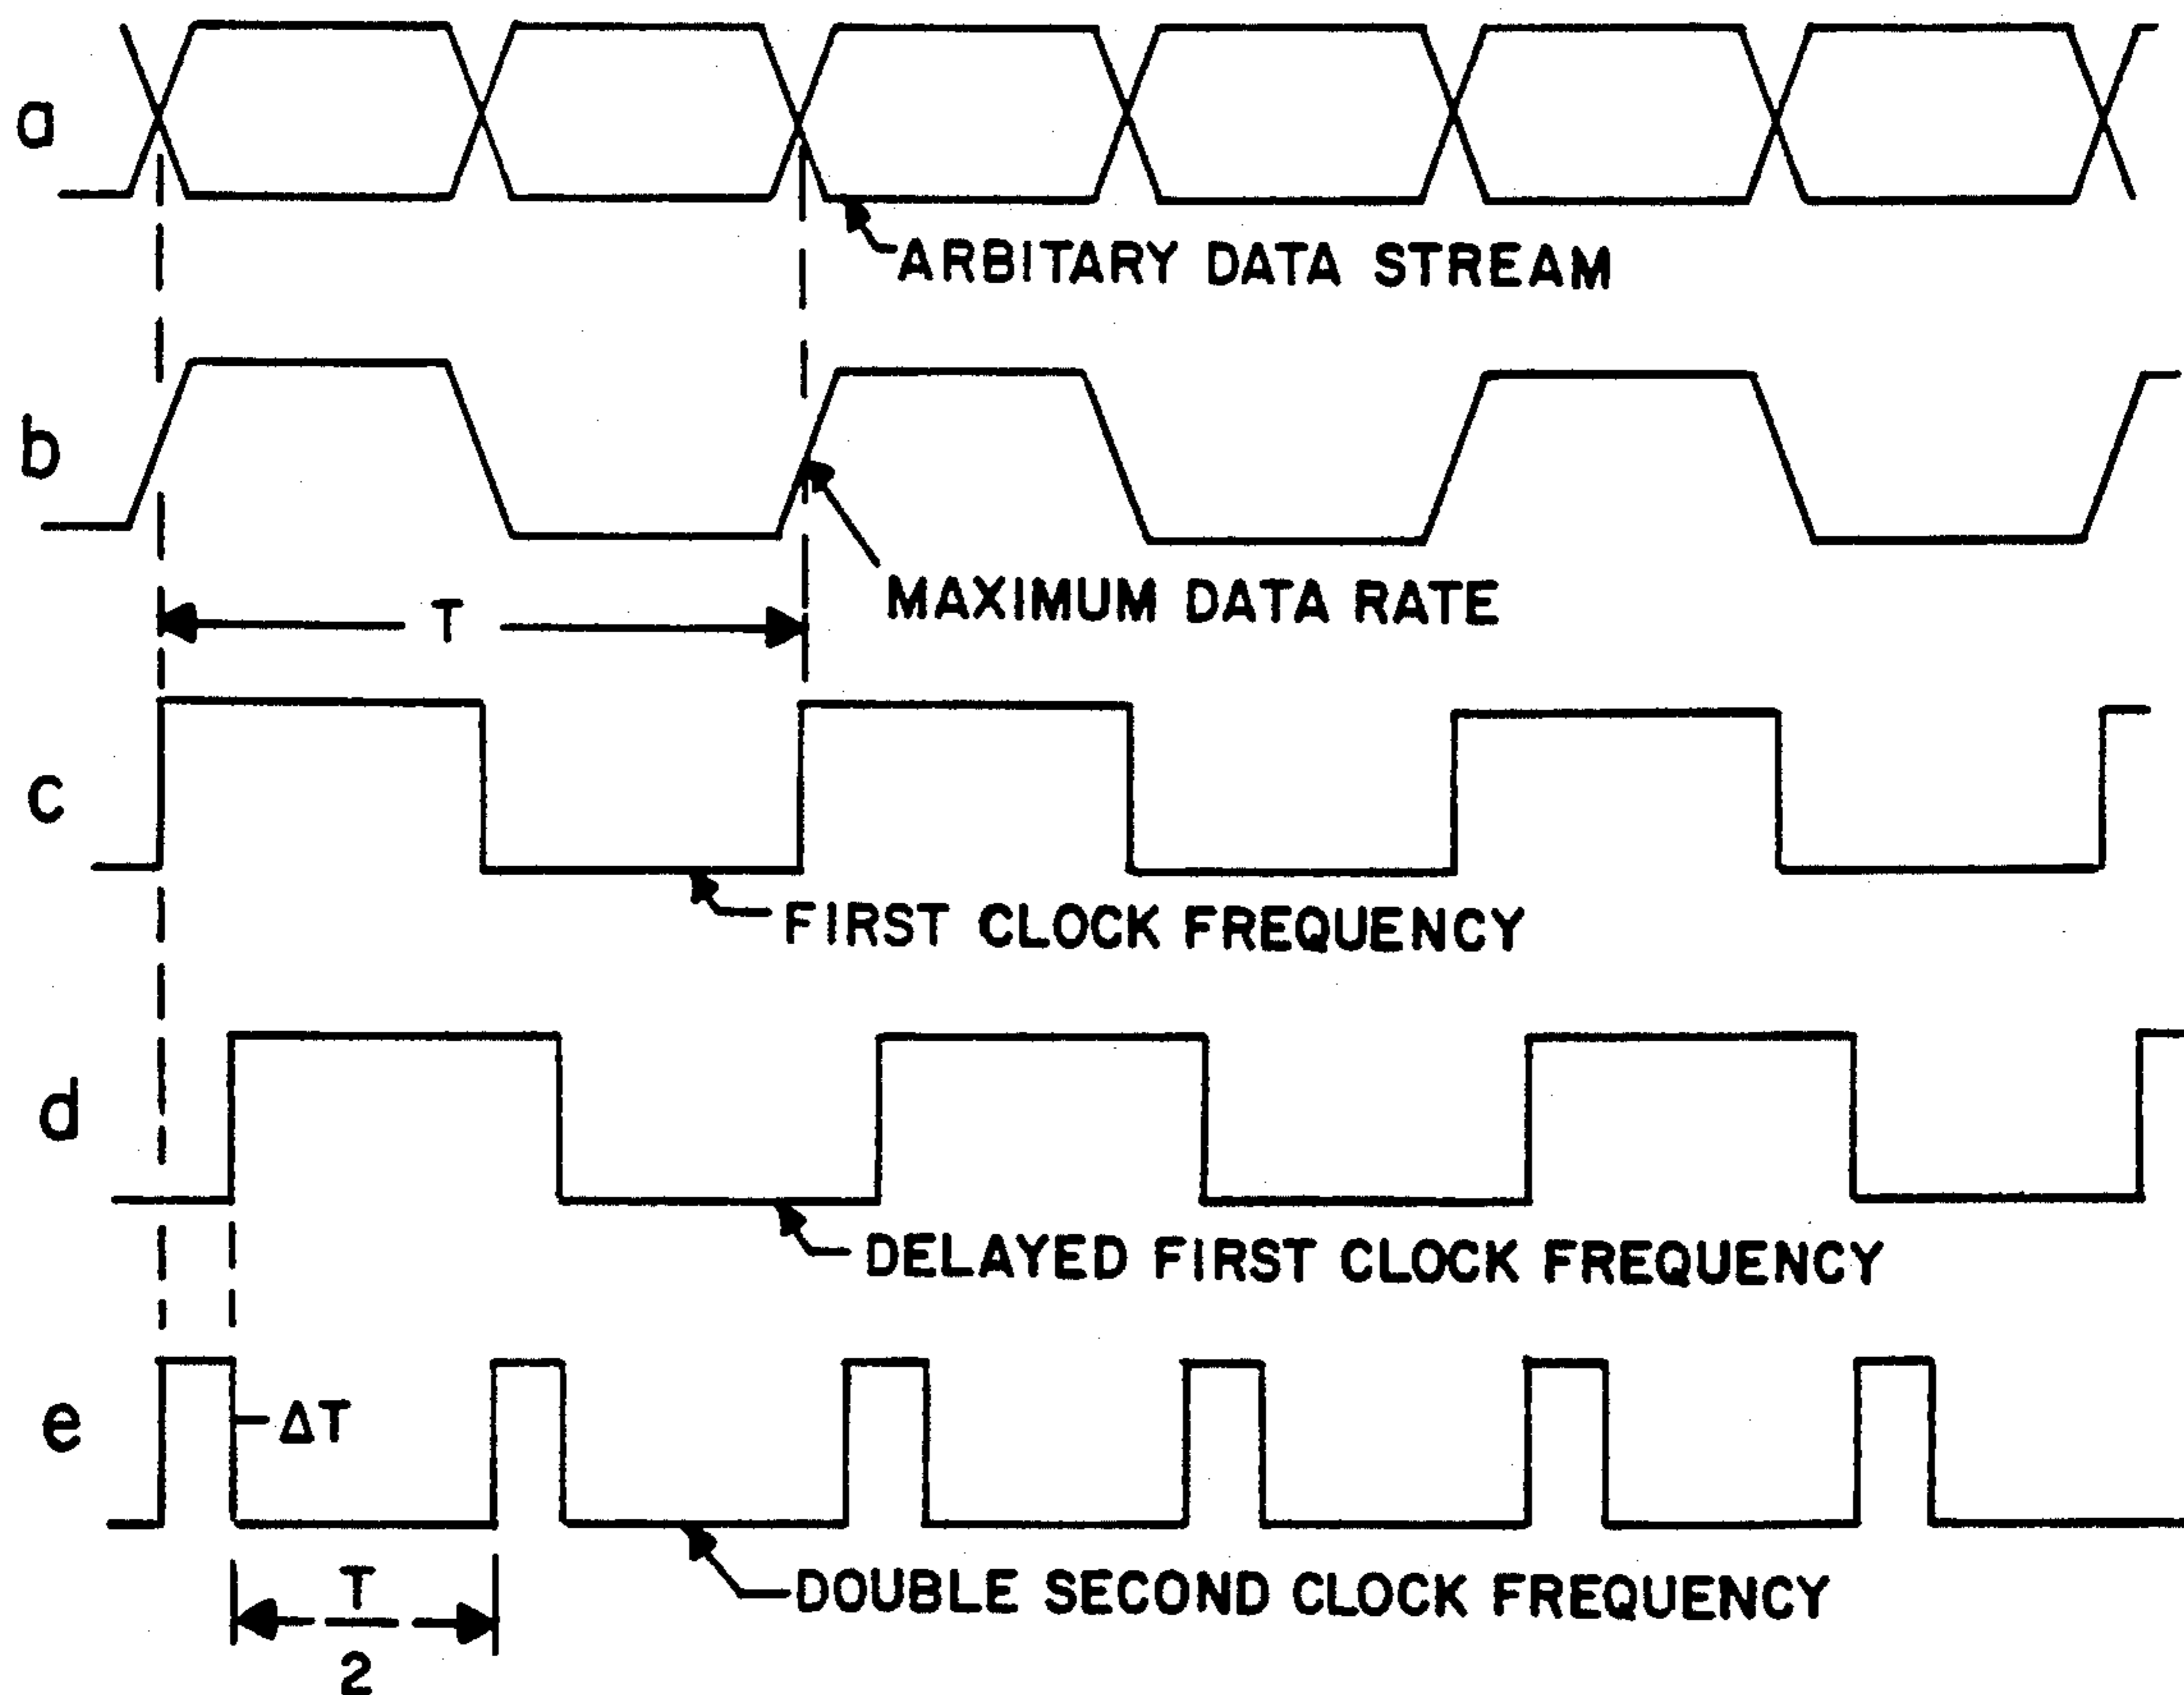 a
ARBITARY DATA STREAM
b
MAXIMUM DATA RATE
T
c
FIRST CLOCK FREQUENCY
d
DELAYED FIRST CLOCK FREQUENCY
e
ΔT
DOUBLE SECOND CLOCK FREQUENCY
T
2